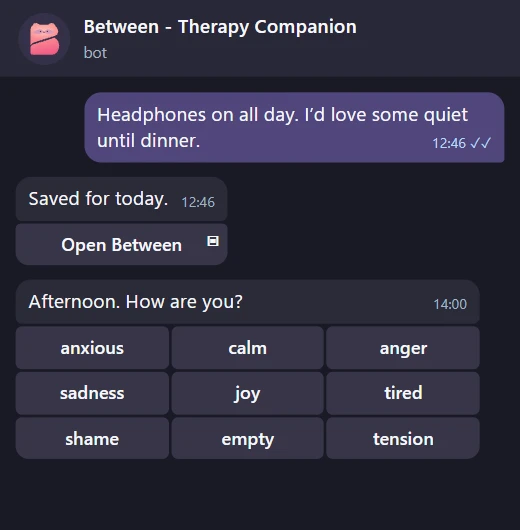 Between - Therapy Companion
bot
Headphones on all day. I’d love some quiet
until dinner.
12:46
Saved for today.
12:46
Open Between
Afternoon. How are you?
14:00
anxious
calm
anger
sadness
joy
tired
shame
empty
tension